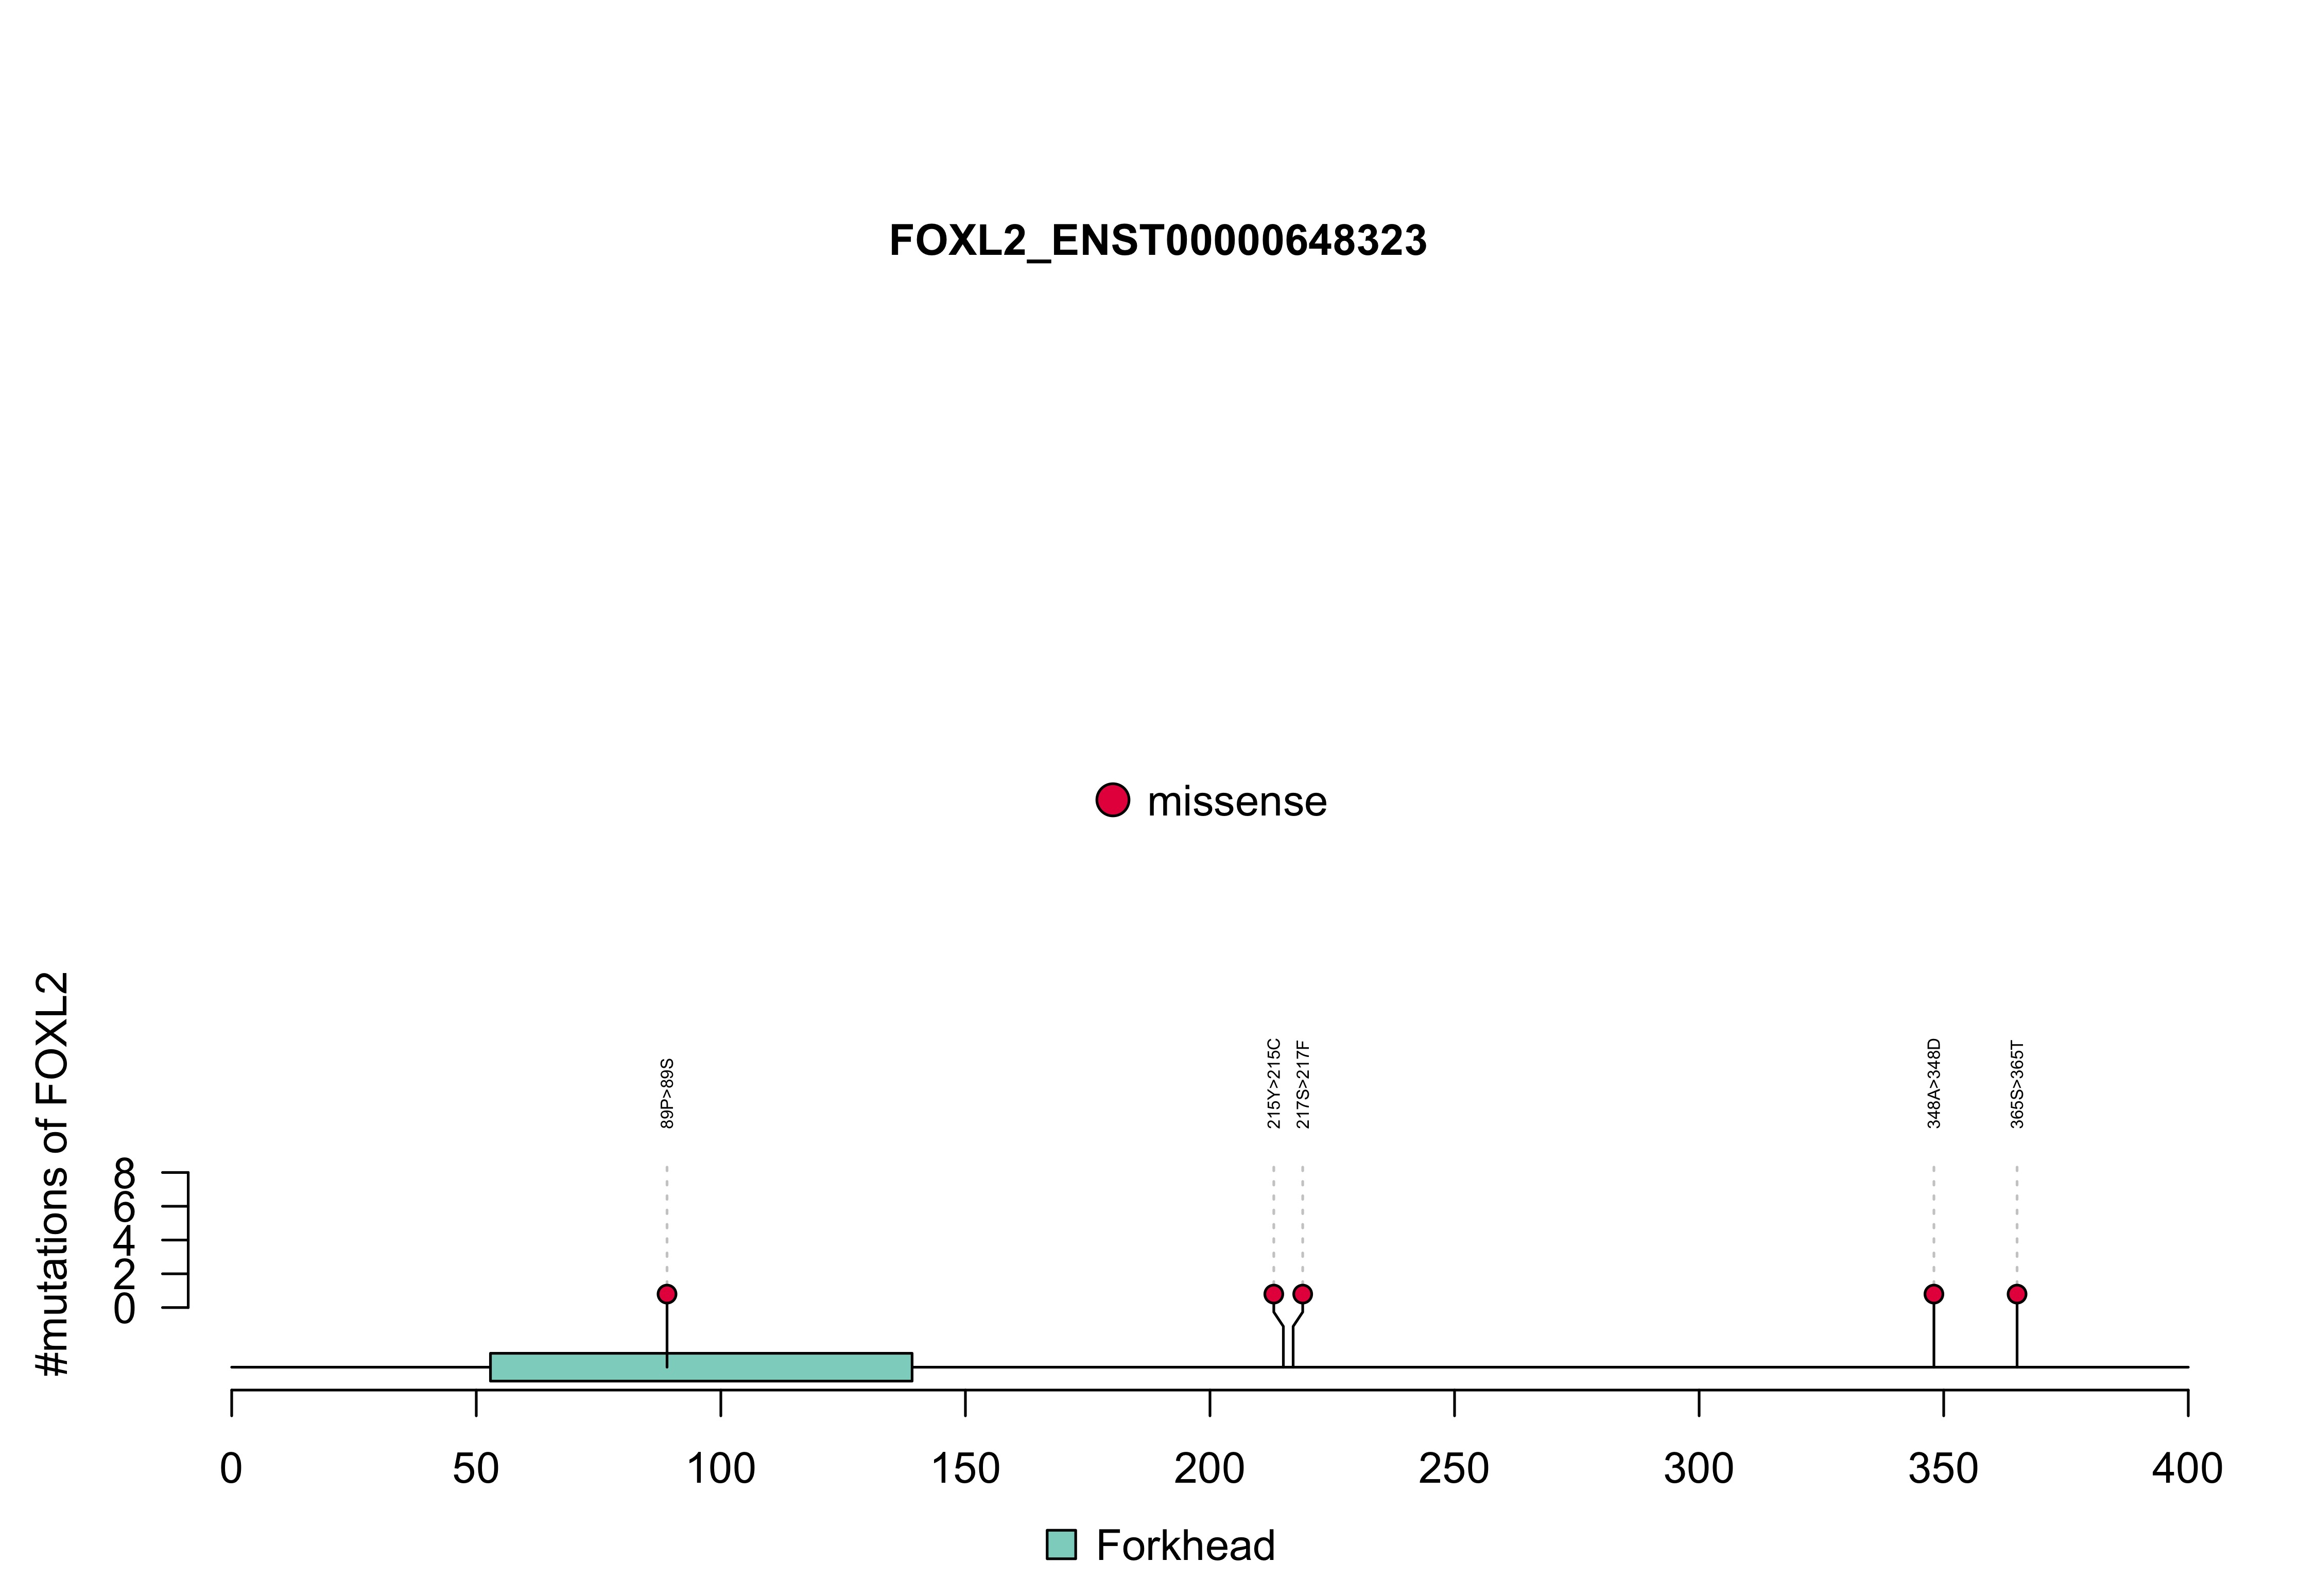 FOXL2_ENST00000648323
missense
#mutations of FOXL2
89P>89S
215Y>215C
217S>217F
348A>348D
365S>365T
8
6
4
2
0
0 50 100 150 200 250 300 350 400
Forkhead